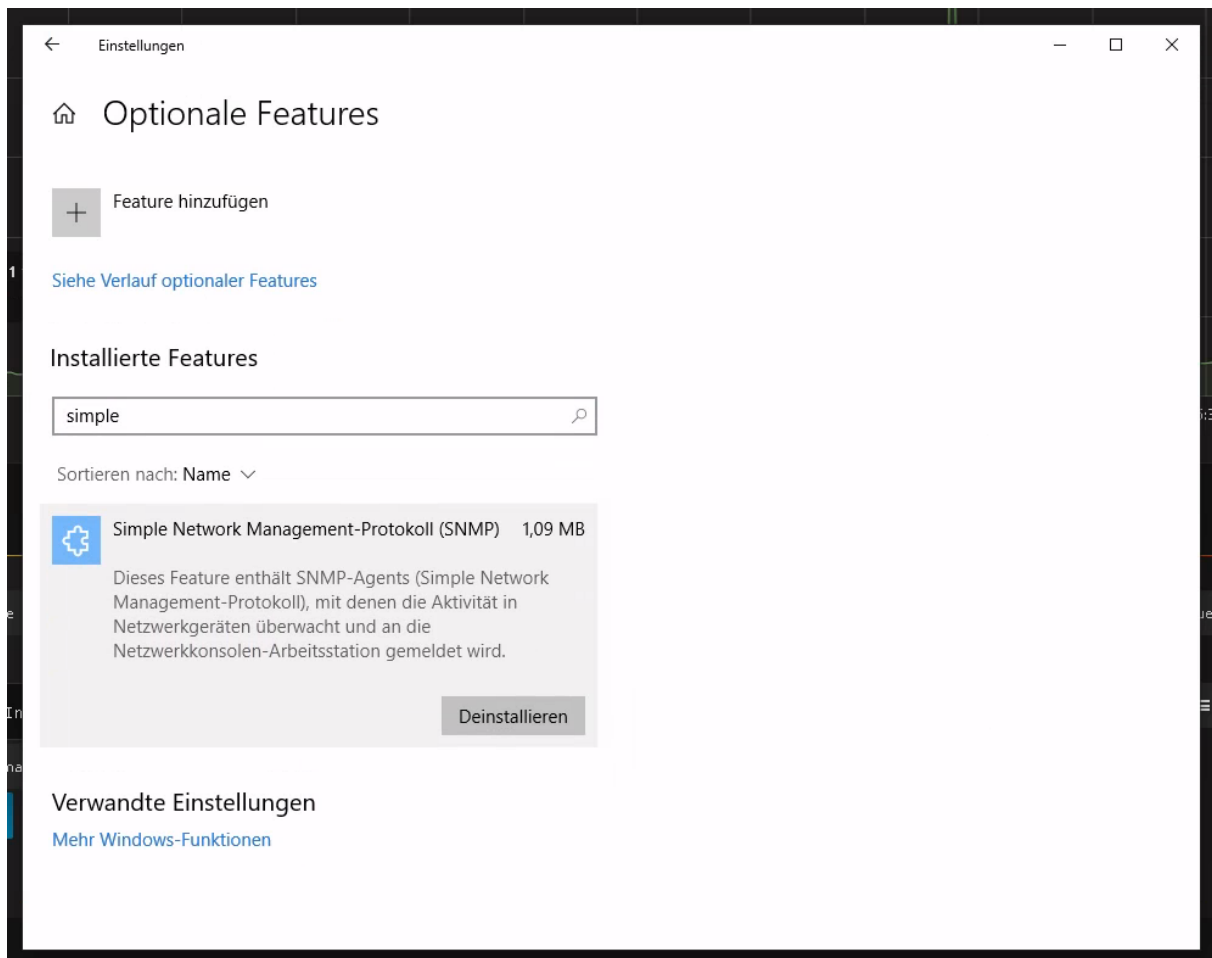 Einstellungen
Optionale Features
Feature hinzufügen
Siehe Verlauf optionaler Features
Installierte Features
simple
Sortieren nach: Name
Simple Network Management-Protokoll (SNMP) 1,09 MB
Dieses Feature enthält SNMP-Agents (Simple Network
Management-Protokoll), mit denen die Aktivität in
Netzwerkgeräten überwacht und an die
Netzwerkkonsolen-Arbeitsstation gemeldet wird.
Deinstallieren
Verwandte Einstellungen
Mehr Windows-Funktionen